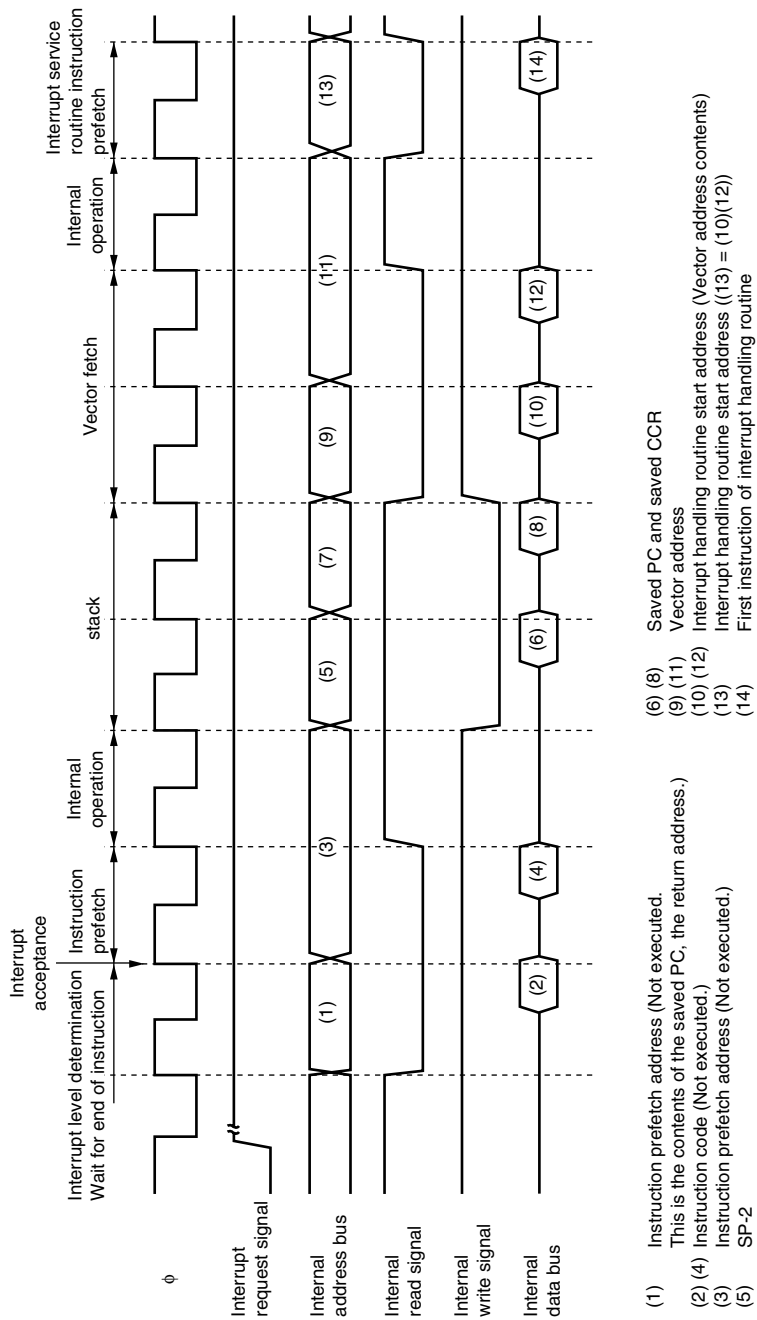 Interrupt
acceptance
Interrupt level determination
Wait for end of instruction
Instruction
prefetch
Internal
operation
stack
Vector fetch
Internal
operation
Interrupt service
routine instruction
prefetch
φ
Interrupt
request signal
Internal
address bus
(1)
(3)
(5)
(7)
(9)
(11)
(13)
Internal
read signal
Internal
write signal
Internal
data bus
(2)
(4)
(6)
(8)
(10)
(12)
(14)
(1) Instruction prefetch address (Not executed.
This is the contents of the saved PC, the return address.)
(2) (4) Instruction code (Not executed.)
(3) Instruction prefetch address (Not executed.)
(5) SP-2
(6) (8) Saved PC and saved CCR
(9) (11) Vector address
(10) (12) Interrupt handling routine start address (Vector address contents)
(13) Interrupt handling routine start address ((13) = (10)(12))
(14) First instruction of interrupt handling routine